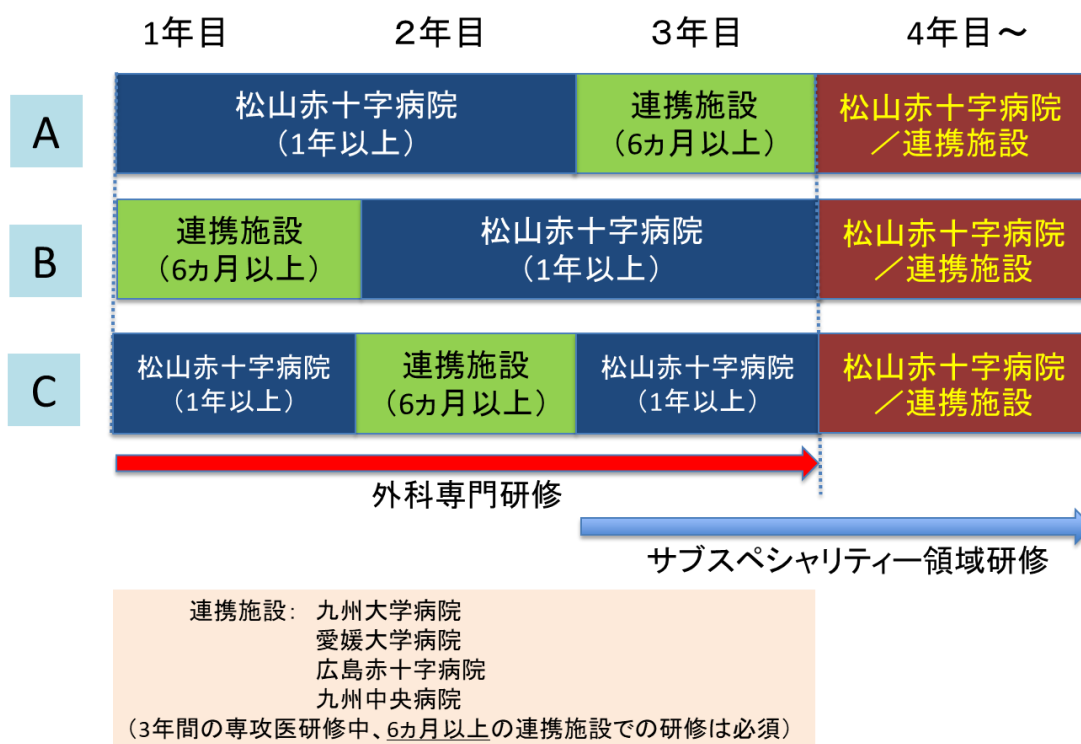 1年目 2年目 3年目 4年目～
A
松山赤十字病院
（1年以上）
連携施設
（6ヵ月以上）
松山赤十字病院
／連携施設
B
連携施設
（6ヵ月以上）
松山赤十字病院
（1年以上）
松山赤十字病院
／連携施設
C
松山赤十字病院
（1年以上）
連携施設
（6ヵ月以上）
松山赤十字病院
（1年以上）
松山赤十字病院
／連携施設
外科専門研修
サブスペシャリティー領域研修
連携施設： 九州大学病院
愛媛大学病院
広島赤十字病院
九州中央病院
（3年間の専攻医研修中、6ヵ月以上の連携施設での研修は必須）